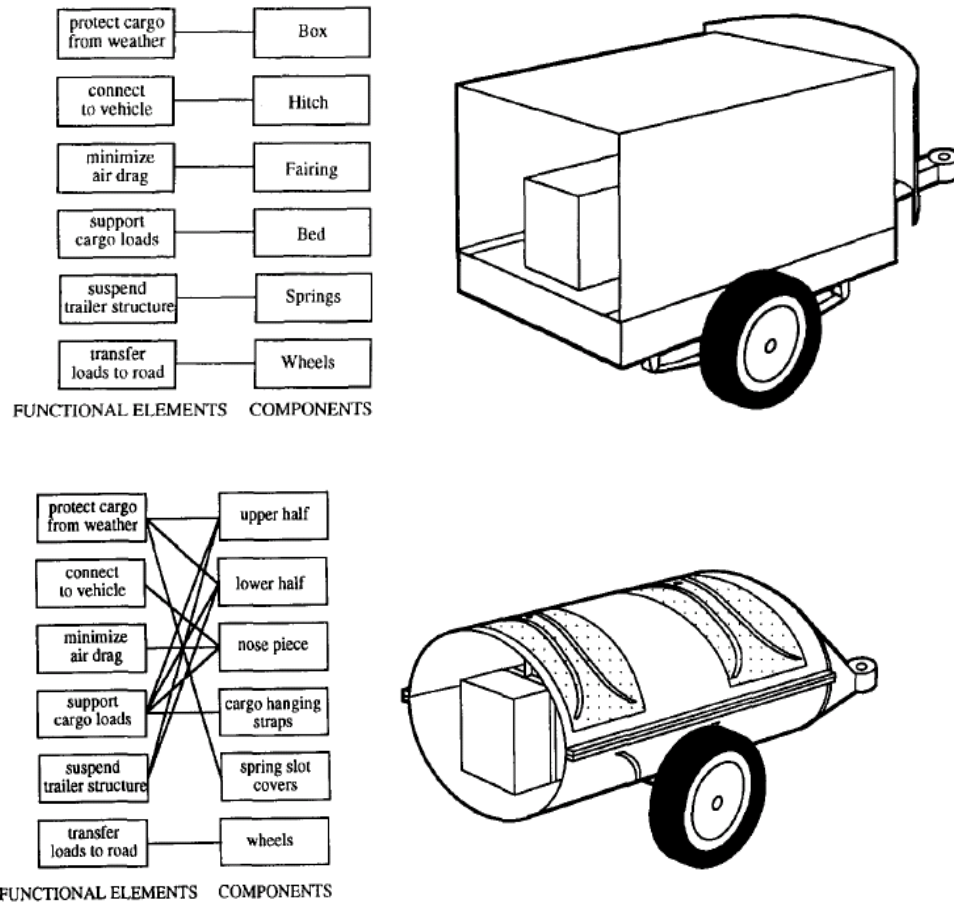 protect cargo
from weather
Box
connect
to vehicle
Hitch
minimize
air drag
Fairing
support
cargo loads
Bed
suspend
trailer structure
Springs
transfer
loads to road
Wheels
FUNCTIONAL ELEMENTS COMPONENTS
protect cargo
from weather
upper half
connect
to vehicle
lower half
minimize
air drag
nose piece
support
cargo loads
cargo hanging
straps
suspend
trailer structure
spring slot
covers
transfer
loads to road
wheels
FUNCTIONAL ELEMENTS COMPONENTS